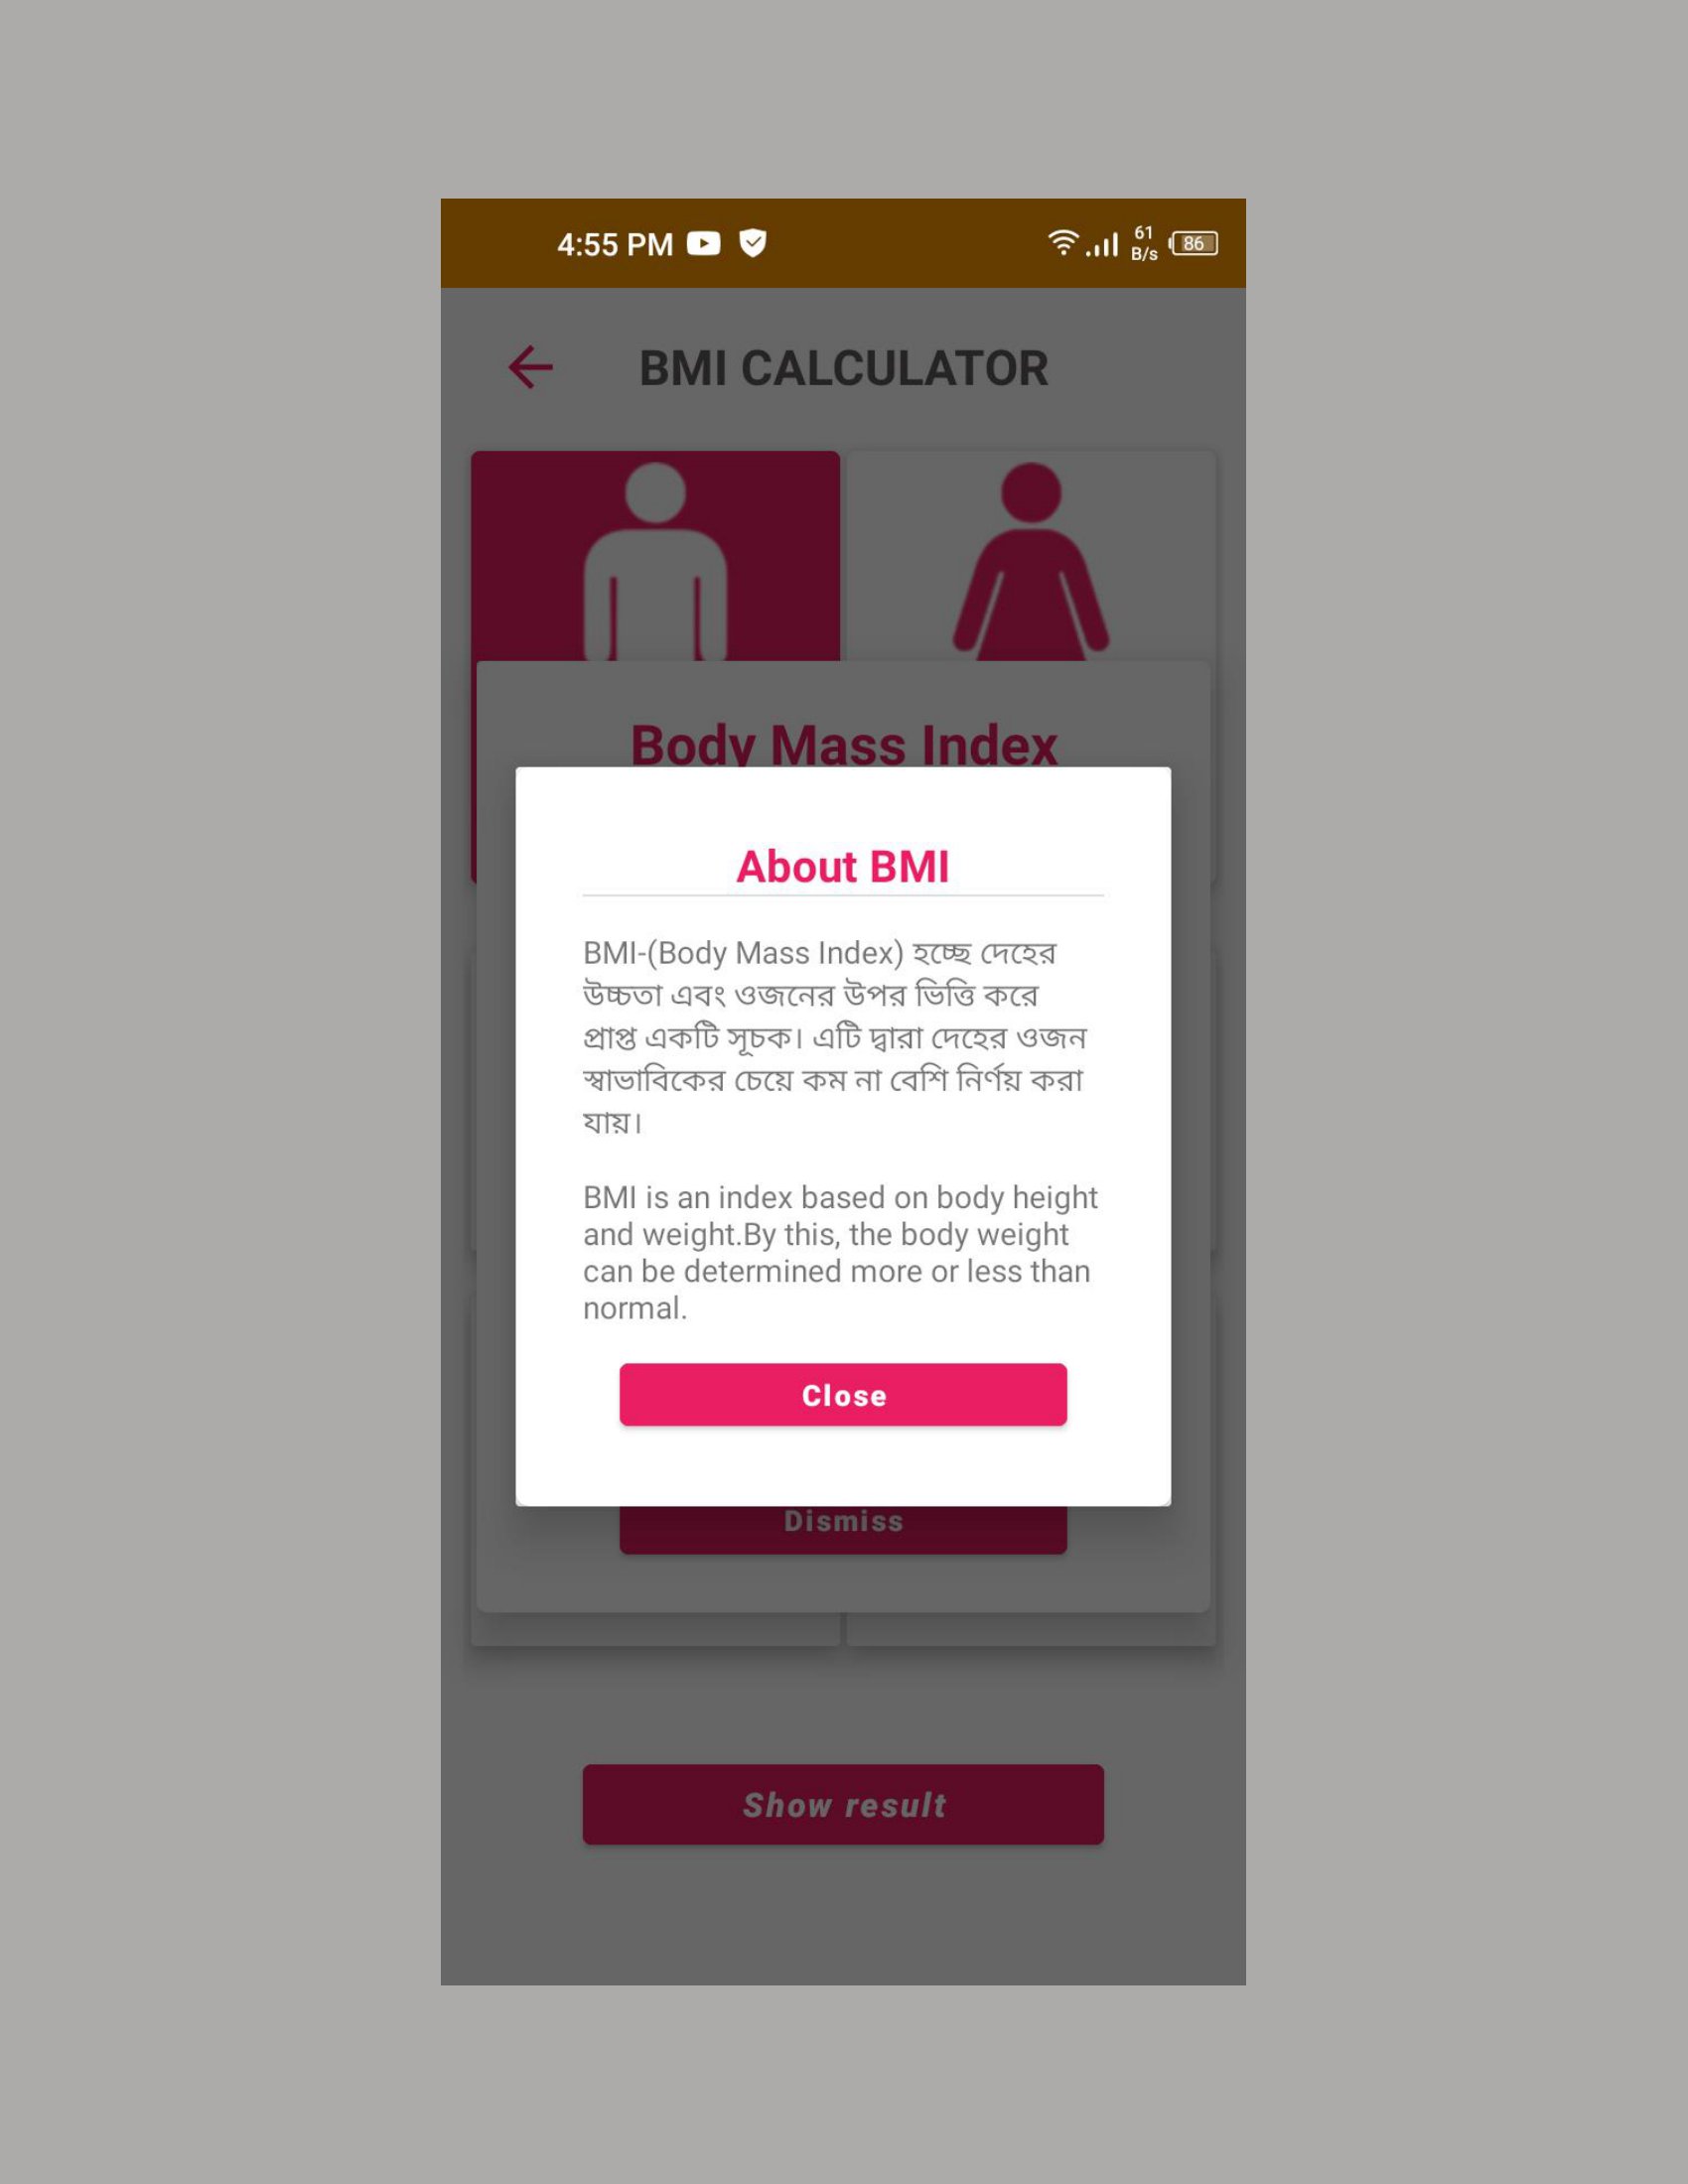 4:55 PM
61
B/s
86
BMI CALCULATOR
Body Mass Index
About BMI
BMI-(Body Mass Index) হচ্ছে দেহের
উচ্চতা এবং ওজনের উপর ভিত্তি করে
প্রাপ্ত একটি সূচক। এটি দ্বারা দেহের ওজন
স্বাভাবিকের চেয়ে কম না বেশি নির্ণয় করা
যায়।
BMI is an index based on body height
and weight.By this, the body weight
can be determined more or less than
normal.
Close
Dismiss
Show result